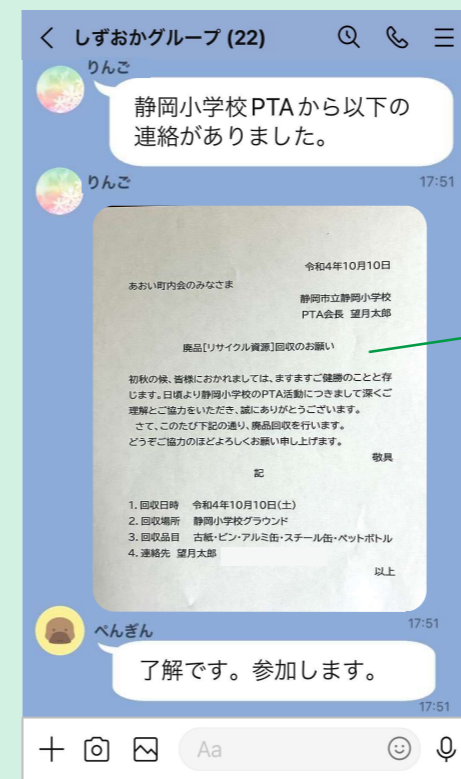 しずおかグループ (22)
りんご
静岡小学校PTAから以下の
連絡がありました。
りんご
17:51
令和4年10月10日
あおい町内会のみなさま
静岡市立静岡小学校
PTA会長 望月太郎
廃品[リサイクル資源]回収のお願い
初秋の候、皆様におかれましては、ますますご健勝のことと存
じます。日頃より静岡小学校のPTA活動につきまして深くご
理解とご協力をいただき、誠にありがとうございます。
さて、このたび下記の通り、廃品回収を行います。
どうぞご協力のほどよろしくお願い申し上げます。
敬具
記
1. 回収日時 令和4年10月10日(土)
2. 回収場所 静岡小学校グラウンド
3. 回収品目 古紙・ビン・アルミ缶・スチール缶・ペットボトル
4. 連絡先 望月太郎
以上
17:51
ぺんぎん
了解です。参加します。
17:51
Aa